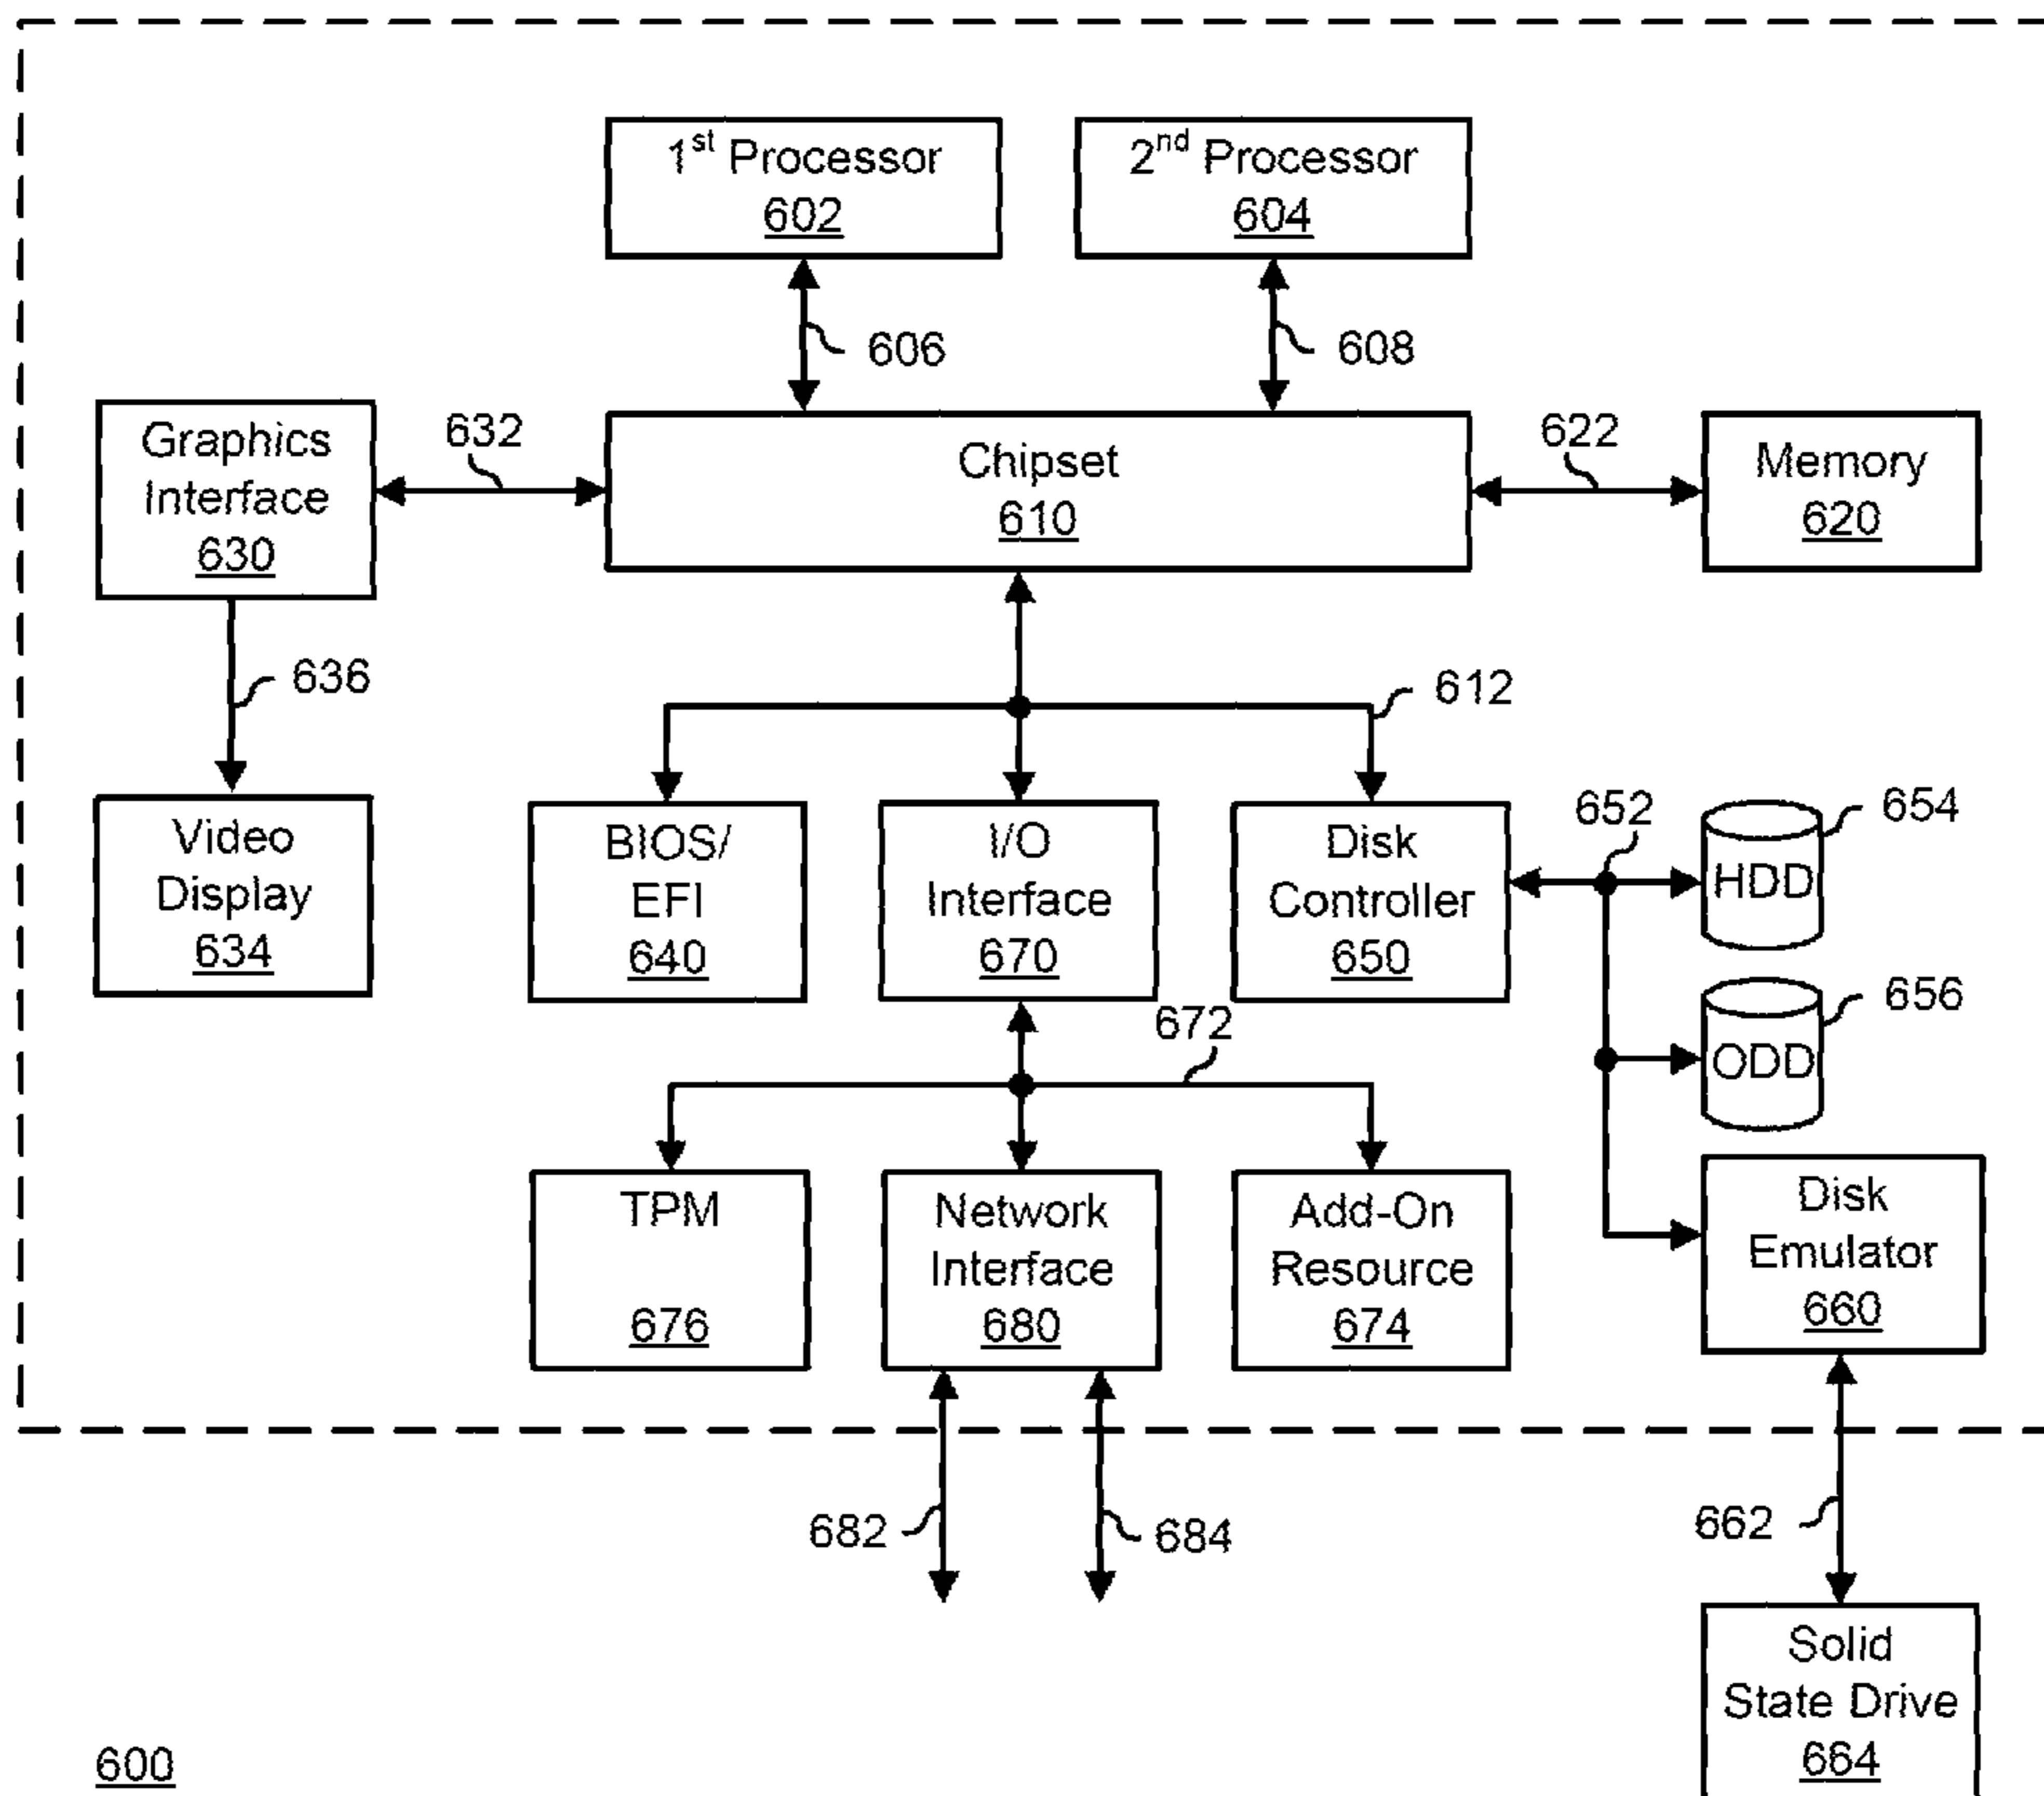 1st Processor
602
2nd Processor
604
606
608
Graphics
Interface
630
632
Chipset
610
622
Memory
620
636
612
Video
Display
634
BIOS/
EFI
640
I/O
Interface
670
Disk
Controller
650
652
654
HDD
656
ODD
672
TPM
676
Network
Interface
680
Add-On
Resource
674
Disk
Emulator
660
682
684
662
Solid
State Drive
664
600